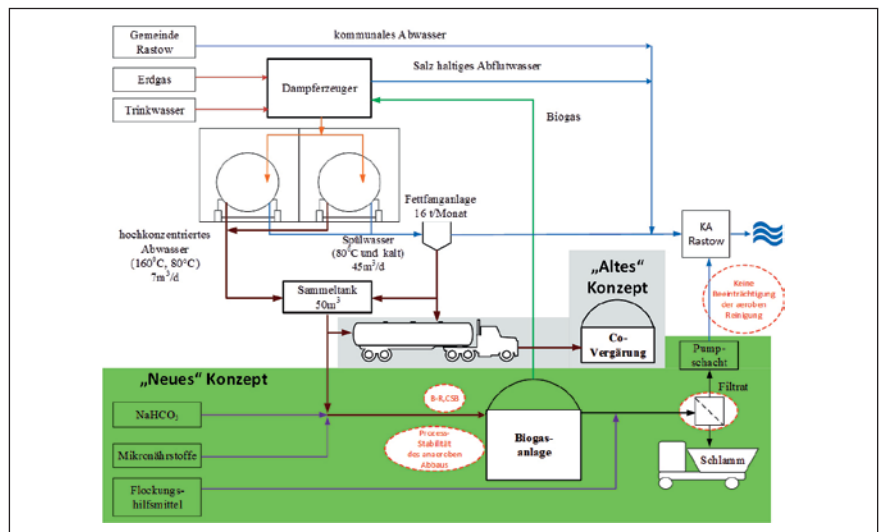 Gemeinde
Rastow
kommunales Abwasser
Erdgas
Salz haltiges Abflutwasser
Dampferzeuger
Trinkwasser
Biogas
Fettfanganlage
16 t/Monat
hochkonzentriertes
Abwasser
(160°C, 80°C)
7m³/d
Spülwasser
(80°C und kalt)
45m³/d
KA
Rastow
„Altes“
Konzept
Keine
Beeinträchtigung
der aeroben
Reinigung
Sammeltank
50m³
Co-
Vergärung
Pump-
schacht
„Neues“ Konzept
Filtrat
B-R,CSB
NaHCO₂
Prozess-
Stabilität
des anaeroben
Abbaus
Biogas-
anlage
Mikronährstoffe
Schlamm
Flockungs-
hilfsmittel